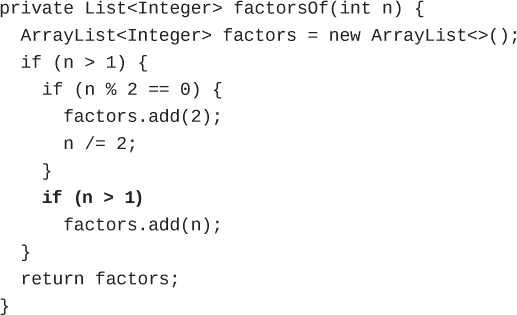 private List<Integer> factorsOf(int n) {
  ArrayList<Integer> factors = new ArrayList<>();
  if (n > 1) {
    if (n % 2 == 0) {
      factors.add(2);
      n /= 2;
    }
    if (n > 1)
      factors.add(n);
  }
  return factors;
}